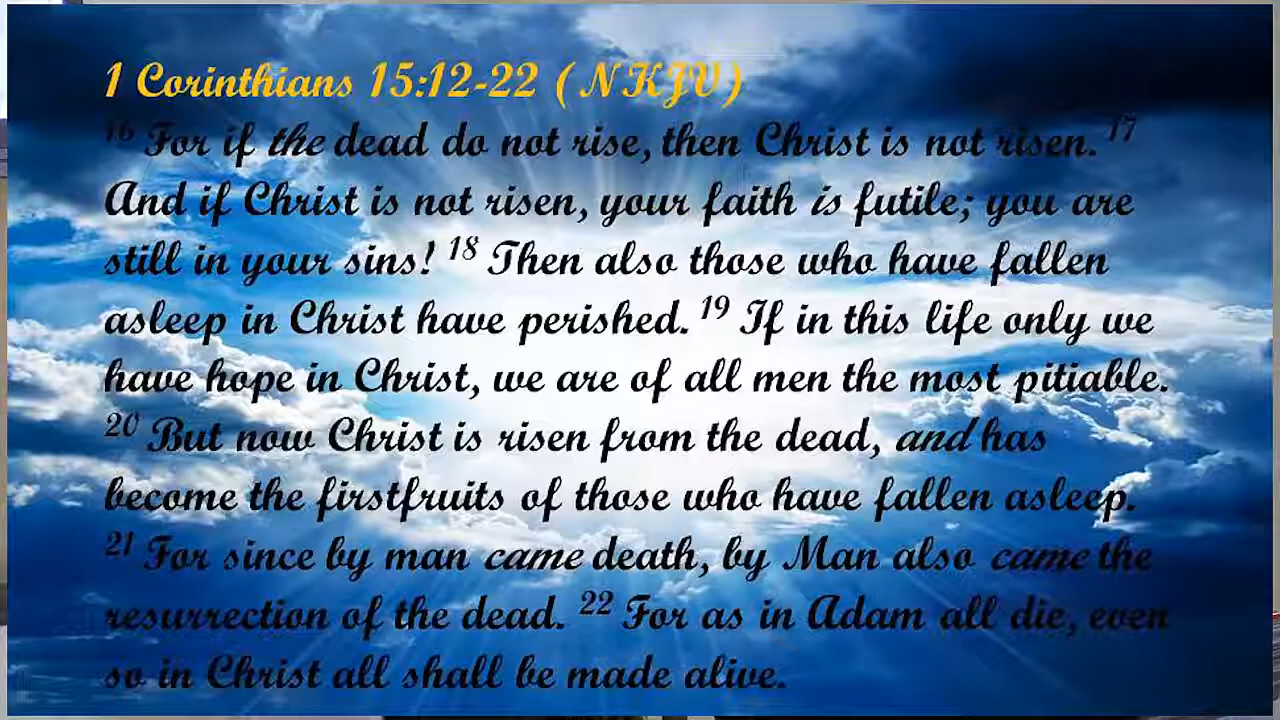 1 Corinthians 15:12-22 (NKJV)
16 For if the dead do not rise, then Christ is not risen. 17
And if Christ is not risen, your faith is futile; you are
still in your sins! 18 Then also those who have fallen
asleep in Christ have perished. 19 If in this life only we
have hope in Christ, we are of all men the most pitiable.
20 But now Christ is risen from the dead, and has
become the firstfruits of those who have fallen asleep.
21 For since by man came death, by Man also came the
resurrection of the dead. 22 For as in Adam all die, even
so in Christ all shall be made alive.